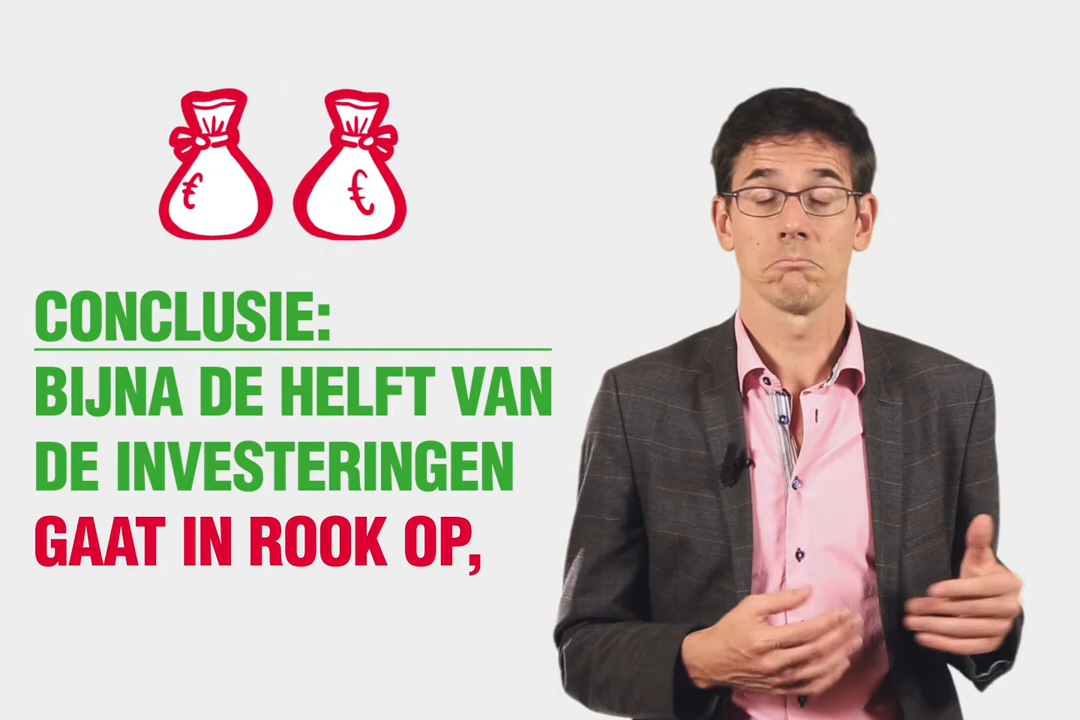 € €
CONCLUSIE:
BIJNA DE HELFT VAN
DE INVESTERINGEN
GAAT IN ROOK OP,